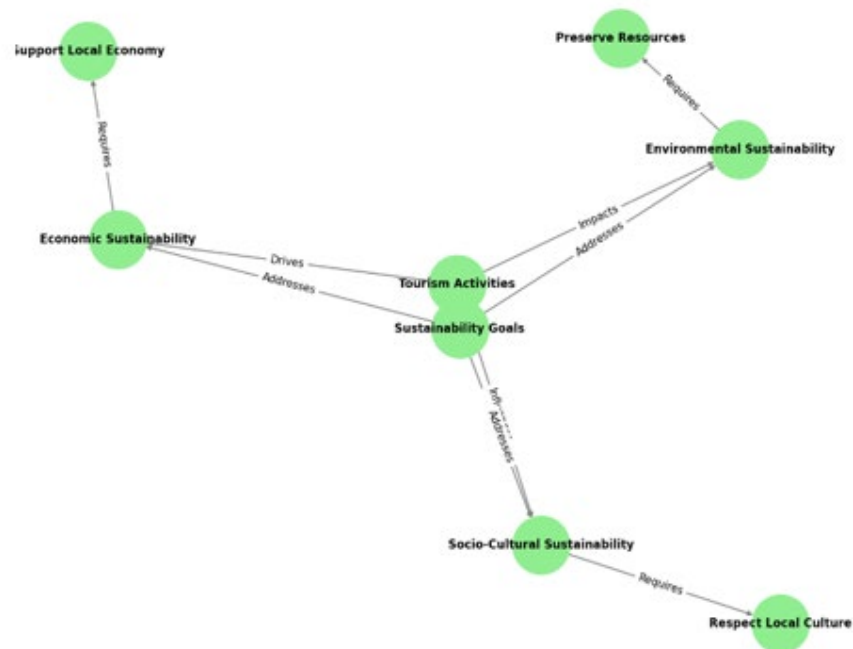 Preserve Resources
upport Local Economy
Requires
Requires
Environmental Sustainability
Impacts
Addresses
Economic Sustainability
Drives
Addresses
Tourism Activities
Sustainability Goals
Addresses
Socio-Cultural Sustainability
Requires
Respect Local Culture